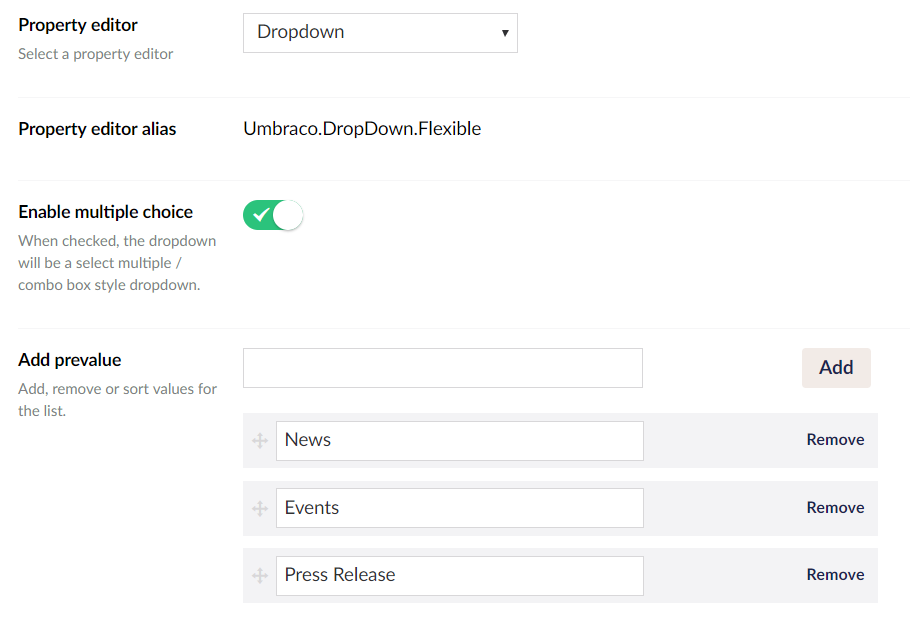 Property editor
Dropdown
Select a property editor
Property editor alias
Umbraco.DropDown.Flexible
Enable multiple choice
When checked, the dropdown
will be a select multiple /
combo box style dropdown.
Add prevalue
Add
Add, remove or sort values for
the list.
News
Remove
Events
Remove
Press Release
Remove